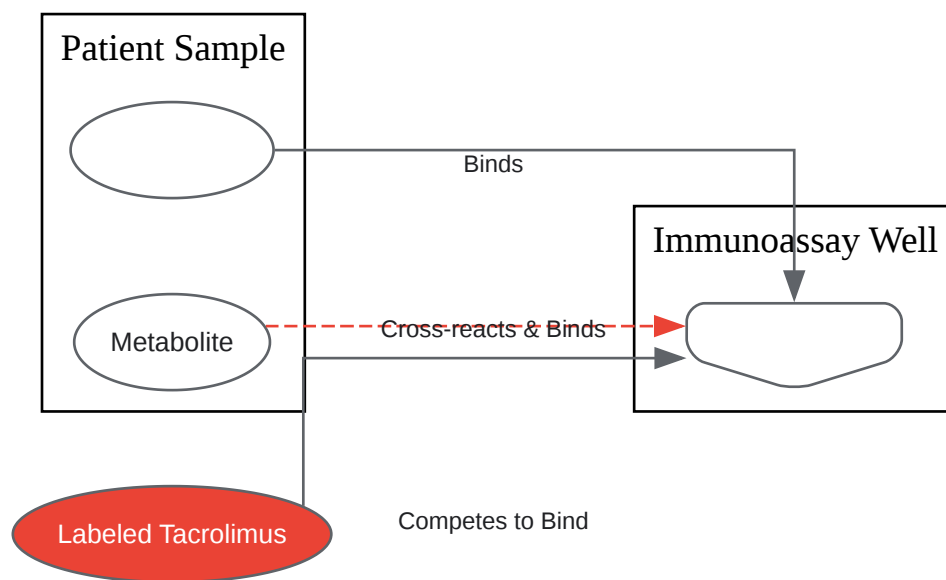 Patient Sample
Binds
Immunoassay Well
Metabolite
Cross-reacts & Binds
Labeled Tacrolimus
Competes to Bind